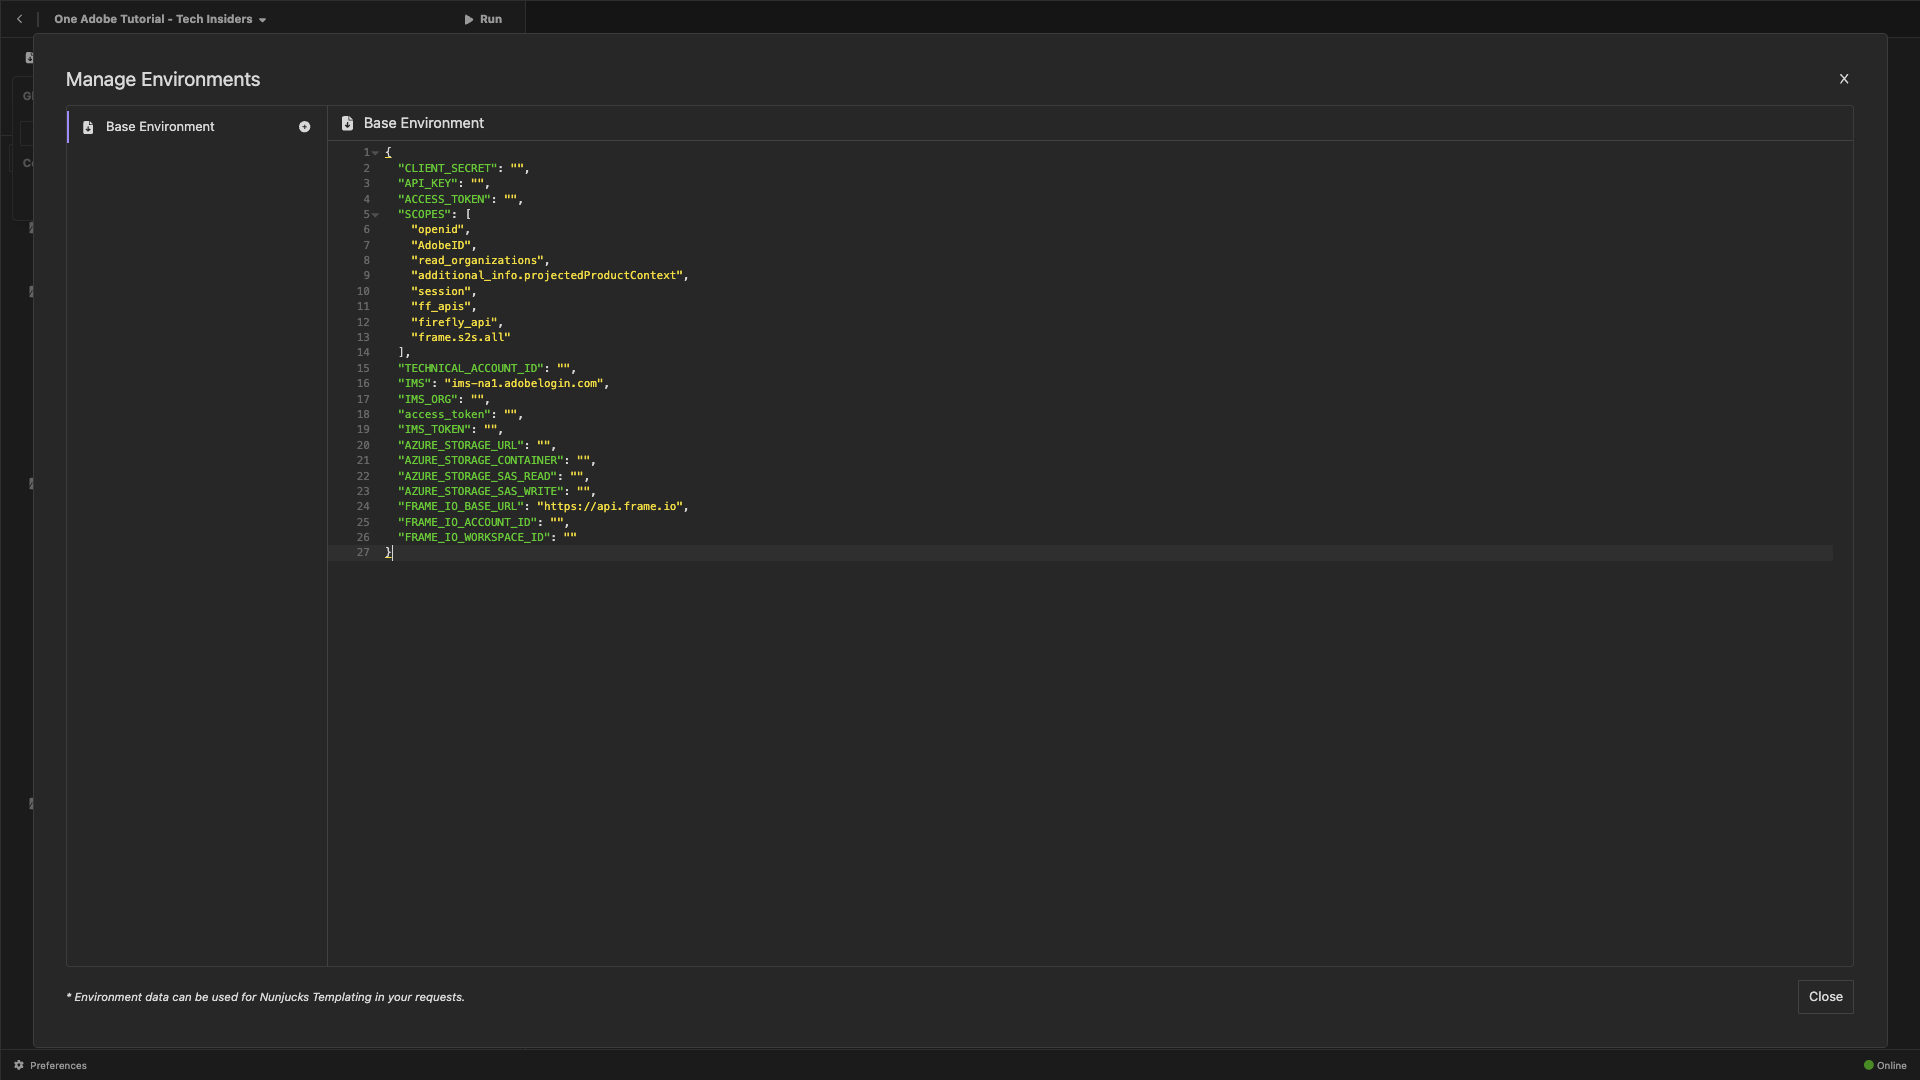 One Adobe Tutorial - Tech Insiders
Run
Manage Environments
X
Base Environment
Base Environment
1 {
2 "CLIENT_SECRET": "",
3 "API_KEY": "",
4 "ACCESS_TOKEN": "",
5 "SCOPES": [
6 "openid",
7 "AdobeID",
8 "read_organizations",
9 "additional_info.projectedProductContext",
10 "session",
11 "ff_apis",
12 "firefly_api",
13 "frame.s2s.all"
14 ],
15 "TECHNICAL_ACCOUNT_ID": "",
16 "IMS": "ims-na1.adobelogin.com",
17 "IMS_ORG": "",
18 "access_token": "",
19 "IMS_TOKEN": "",
20 "AZURE_STORAGE_URL": "",
21 "AZURE_STORAGE_CONTAINER": "",
22 "AZURE_STORAGE_SAS_READ": "",
23 "AZURE_STORAGE_SAS_WRITE": "",
24 "FRAME_IO_BASE_URL": "https://api.frame.io",
25 "FRAME_IO_ACCOUNT_ID": "",
26 "FRAME_IO_WORKSPACE_ID": ""
27 }
* Environment data can be used for Nunjucks Templating in your requests.
Close
Preferences
Online